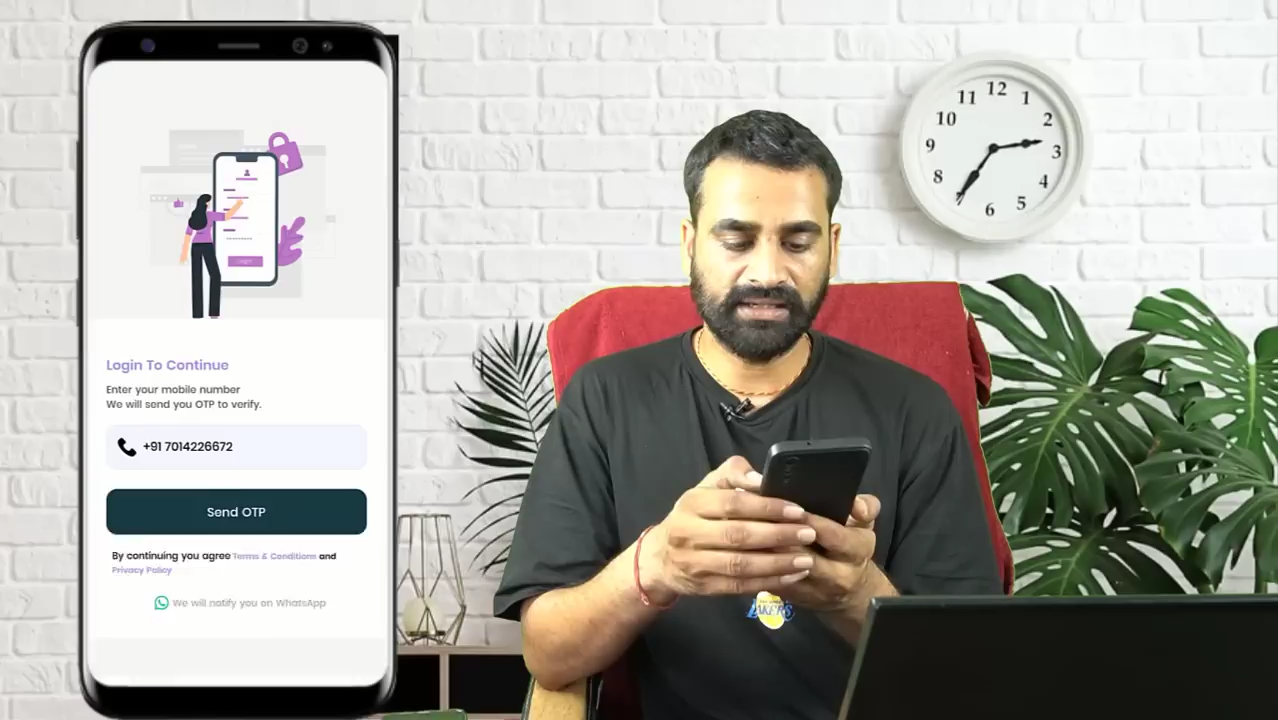 Login
Login To Continue
Enter your mobile number
We will send you OTP to verify.
+91 7014226672
Send OTP
By continuing you agree Terms & Conditions and
Privacy Policy
We will notify you on WhatsApp
11 12 1
10 2
9 3
8 4
6 5
LAKERS